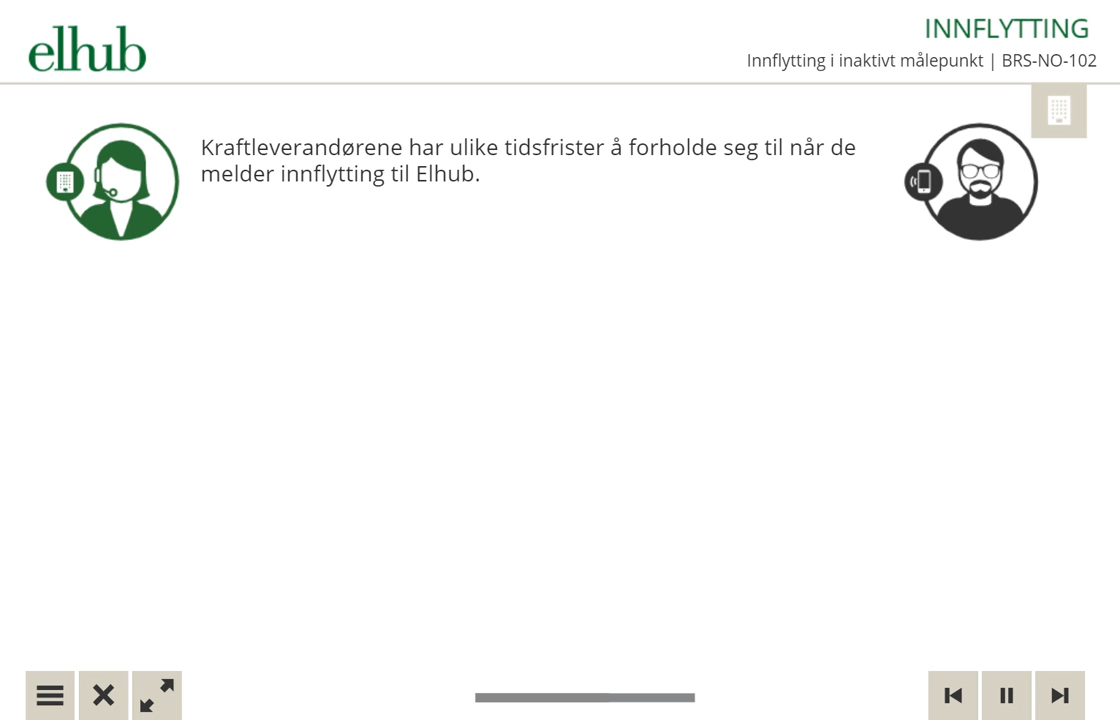 elhub
INNFLYTTING
Innflytting i inaktivt målepunkt | BRS-NO-102
Kraftleverandørene har ulike tidsfrister å forholde seg til når de
melder innflytting til Elhub.